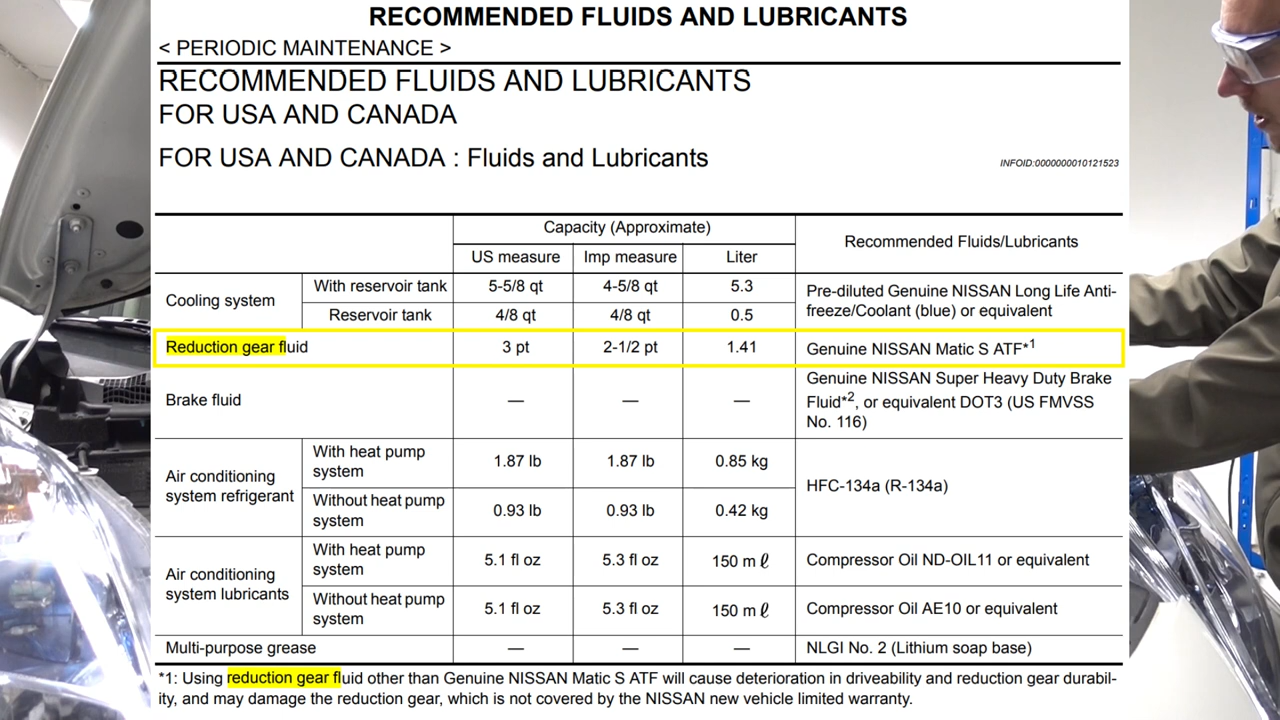 RECOMMENDED FLUIDS AND LUBRICANTS
< PERIODIC MAINTENANCE >
RECOMMENDED FLUIDS AND LUBRICANTS
FOR USA AND CANADA
FOR USA AND CANADA : Fluids and Lubricants
INFOID:0000000010121523
Capacity (Approximate)
Recommended Fluids/Lubricants
US measure Imp measure Liter
Cooling system
With reservoir tank 5-5/8 qt 4-5/8 qt 5.3
Reservoir tank 4/8 qt 4/8 qt 0.5
Pre-diluted Genuine NISSAN Long Life Anti-
freeze/Coolant (blue) or equivalent
Reduction gear fluid 3 pt 2-1/2 pt 1.41 Genuine NISSAN Matic S ATF*1
Brake fluid — — —
Genuine NISSAN Super Heavy Duty Brake
Fluid*2, or equivalent DOT3 (US FMVSS
No. 116)
Air conditioning
system refrigerant
With heat pump
system
1.87 lb 1.87 lb 0.85 kg
Without heat pump
system
0.93 lb 0.93 lb 0.42 kg
HFC-134a (R-134a)
Air conditioning
system lubricants
With heat pump
system
5.1 fl oz 5.3 fl oz 150 m ℓ Compressor Oil ND-OIL11 or equivalent
Without heat pump
system
5.1 fl oz 5.3 fl oz 150 m ℓ Compressor Oil AE10 or equivalent
Multi-purpose grease — — — NLGI No. 2 (Lithium soap base)
*1: Using reduction gear fluid other than Genuine NISSAN Matic S ATF will cause deterioration in driveability and reduction gear durabil-
ity, and may damage the reduction gear, which is not covered by the NISSAN new vehicle limited warranty.